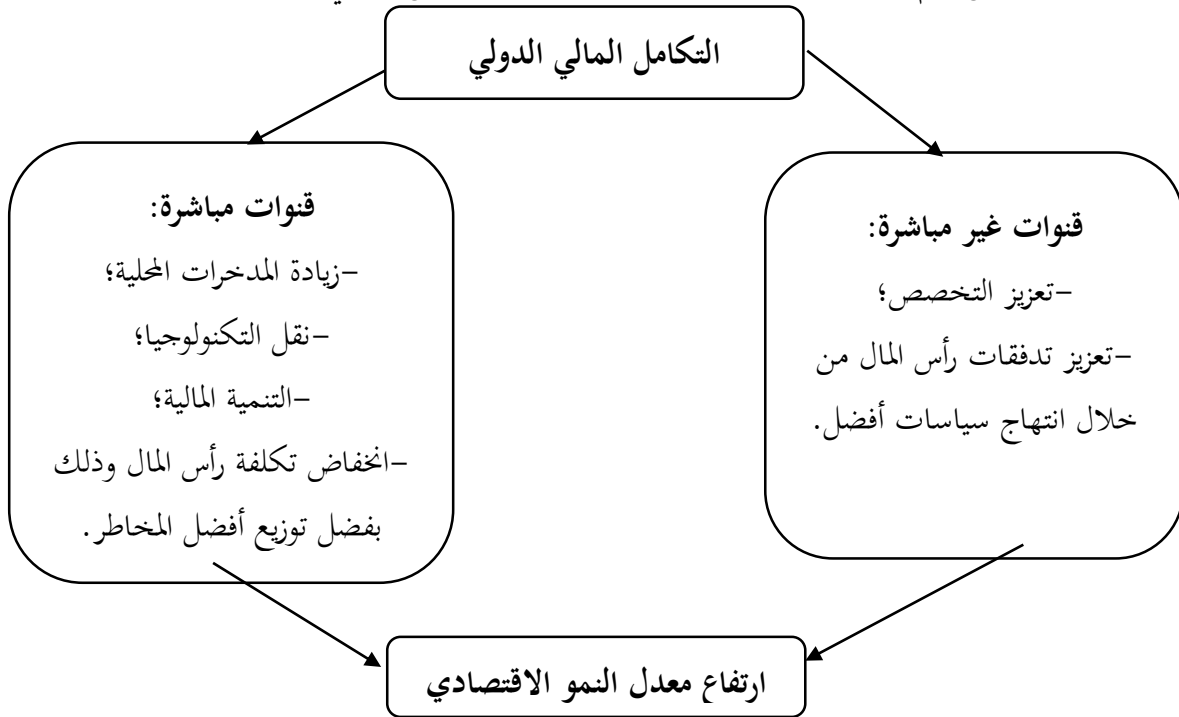 التكامل المالي الدولي
قنوات غير مباشرة:
-تعزيز التخصص؛
-تعزيز تدفقات رأس المال من
خلال انتهاج سياسات أفضل.
قنوات مباشرة:
-زيادة المدخرات المحلية؛
-نقل التكنولوجيا؛
-التنمية المالية؛
-انخفاض تكلفة رأس المال وذلك
بفضل توزيع أفضل المخاطر.
ارتفاع معدل النمو الاقتصادي